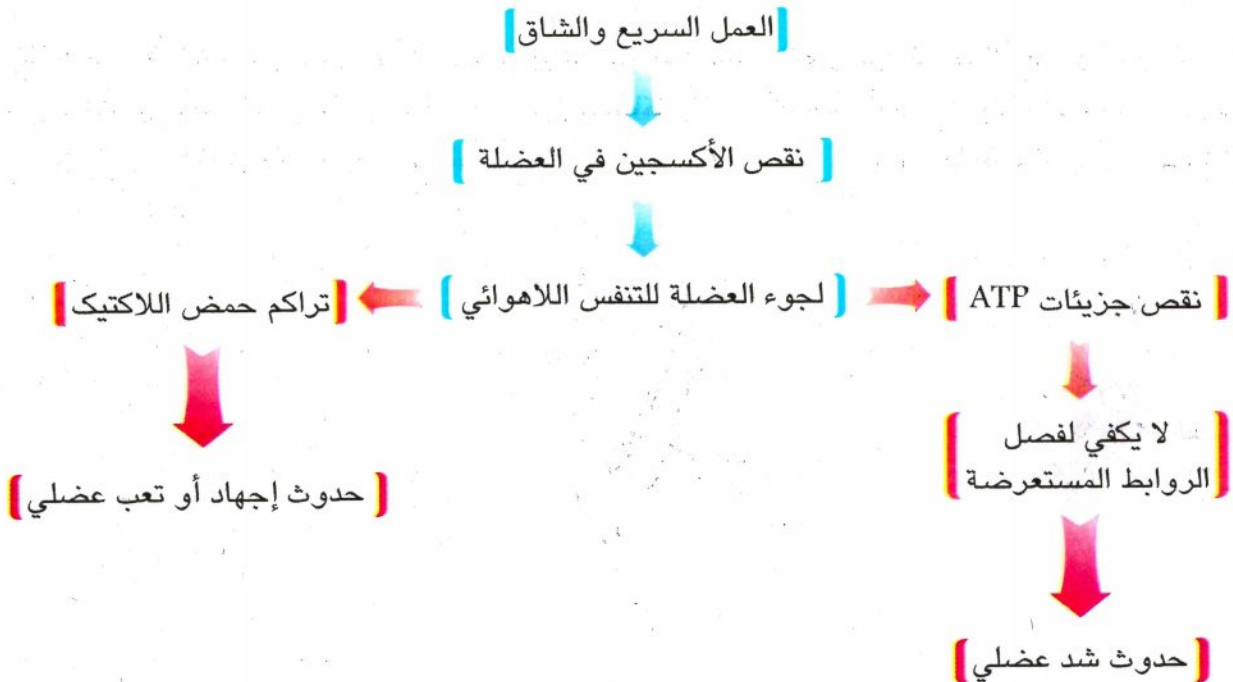 العمل السريع والشاق
نقص الأكسجين في العضلة
نقص جزيئات ATP
لجوء العضلة للتنفس اللاهوائي
تراكم حمض اللاكتيك
لا يكفي لفصل
الروابط المستعرضة
حدوث إجهاد أو تعب عضلي
حدوث شد عضلي